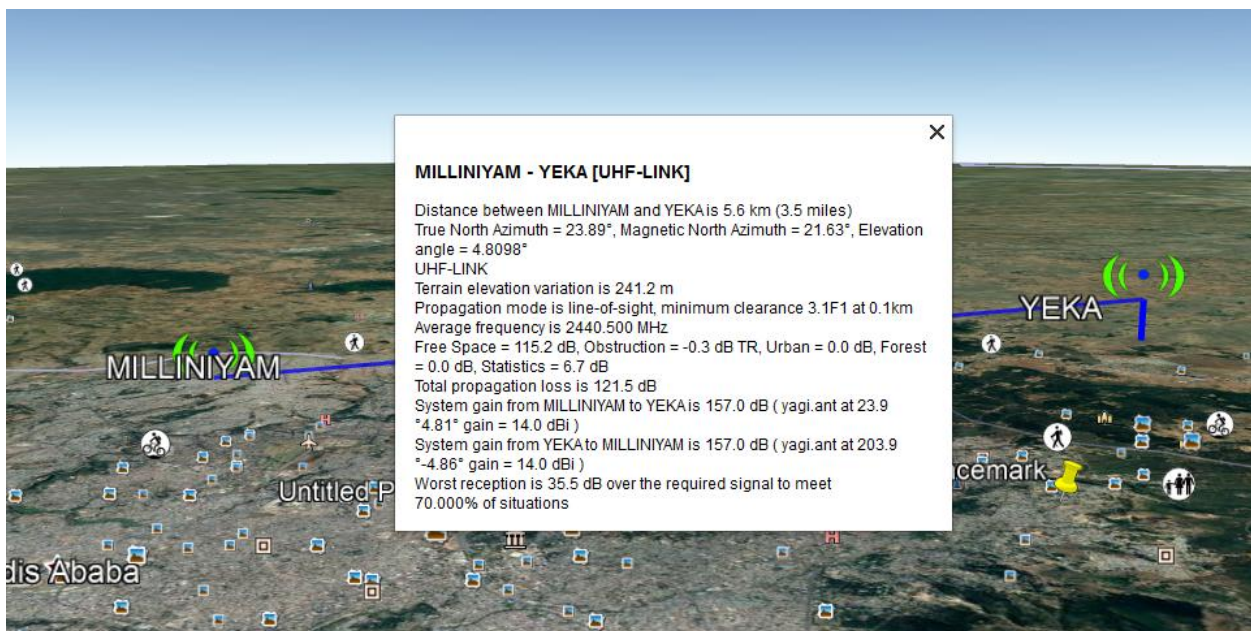 MILLINIYAM - YEKA [UHF-LINK]
Distance between MILLINIYAM and YEKA is 5.6 km (3.5 miles)
True North Azimuth = 23.89°, Magnetic North Azimuth = 21.63°, Elevation
angle = 4.8098°
UHF-LINK
Terrain elevation variation is 241.2 m
Propagation mode is line-of-sight, minimum clearance 3.1F1 at 0.1km
Average frequency is 2440.500 MHz
Free Space = 115.2 dB, Obstruction = -0.3 dB TR, Urban = 0.0 dB, Forest
= 0.0 dB, Statistics = 6.7 dB
Total propagation loss is 121.5 dB
System gain from MILLINIYAM to YEKA is 157.0 dB ( yagi.ant at 23.9
°4.81° gain = 14.0 dBi )
System gain from YEKA to MILLINIYAM is 157.0 dB ( yagi.ant at 203.9
°-4.86° gain = 14.0 dBi )
Worst reception is 35.5 dB over the required signal to meet
70.000% of situations
YEKA
MILLINIYAM
cemark
Untitled P
dis Ababa
H
H